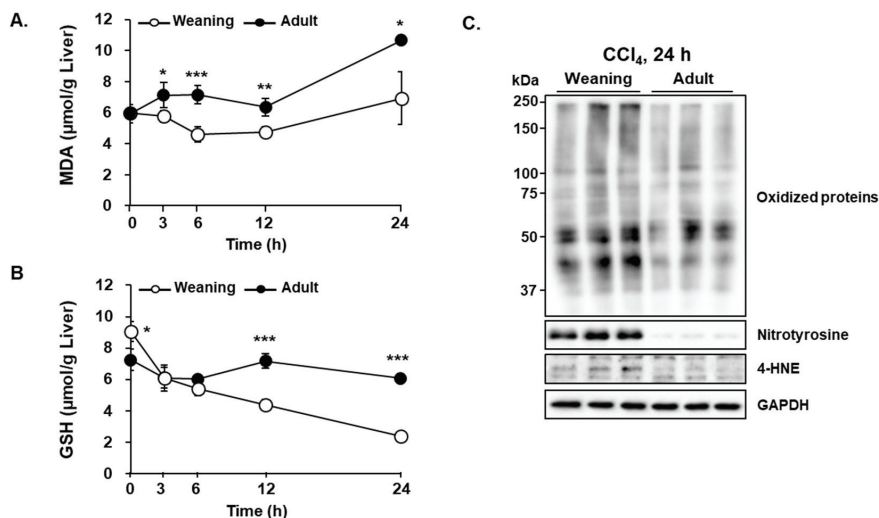 A.
Weaning Adult
12
10
8
6
4
2
0
MDA (µmol/g Liver)
*
***
**
*
0 3 6 12 24
Time (h)
B.
Weaning Adult
12
10
8
6
4
2
0
GSH (µmol/g Liver)
*
***
***
0 3 6 12 24
Time (h)
C.
CCl₄, 24 h
kDa Weaning Adult
250
150
100
75
50
37
Oxidized proteins
Nitrotyrosine
4-HNE
GAPDH